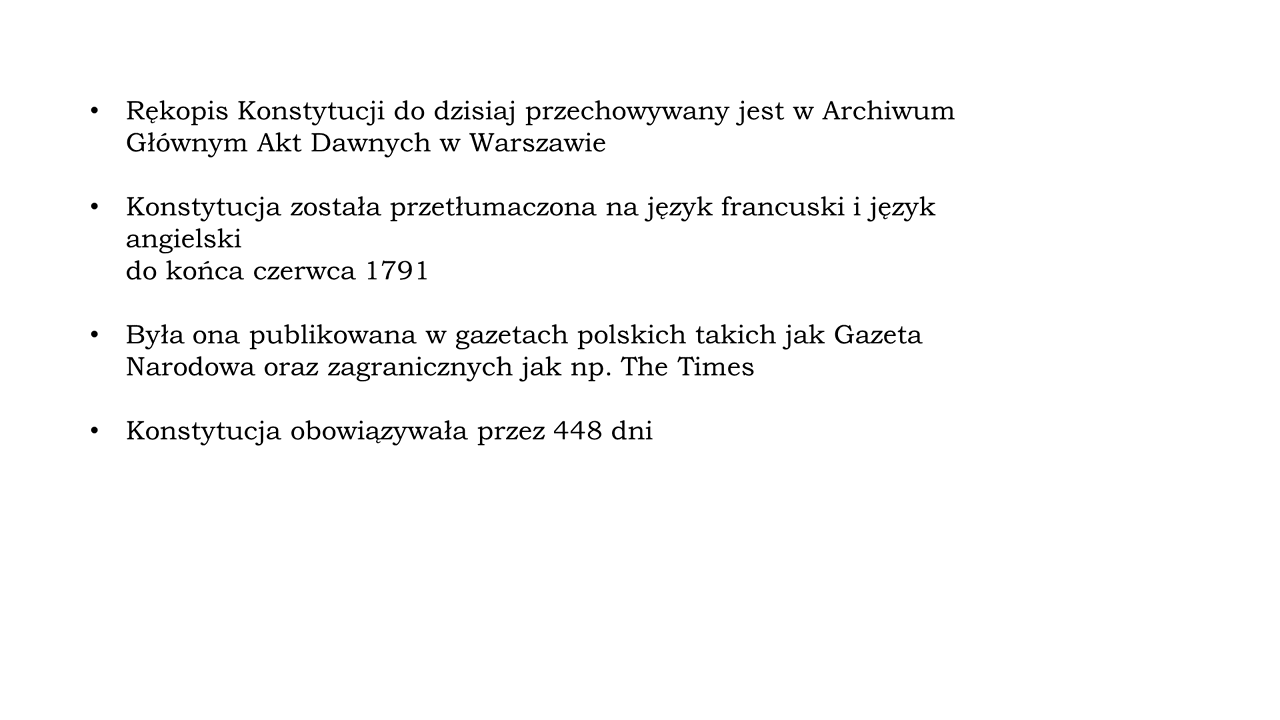 • Rękopis Konstytucji do dzisiaj przechowywany jest w Archiwum
Głównym Akt Dawnych w Warszawie
• Konstytucja została przetłumaczona na język francuski i język
angielski
do końca czerwca 1791
• Była ona publikowana w gazetach polskich takich jak Gazeta
Narodowa oraz zagranicznych jak np. The Times
• Konstytucja obowiązywała przez 448 dni